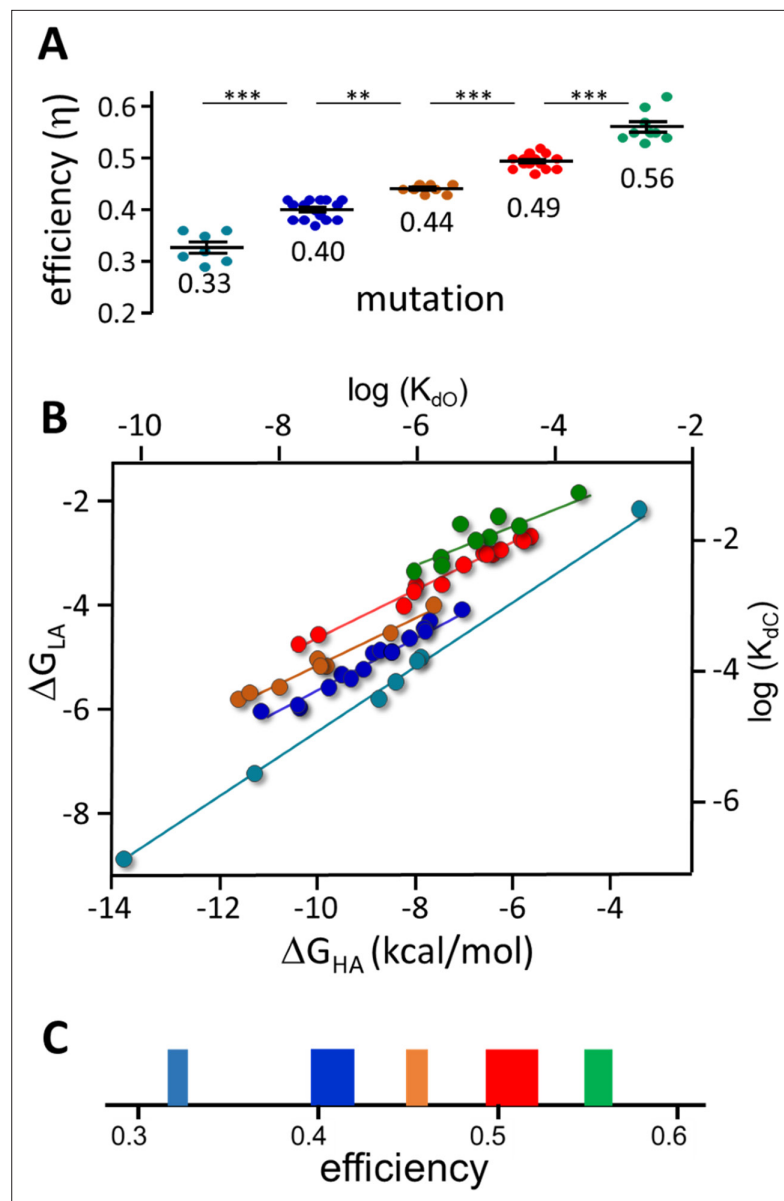 A
efficiency (η)
0.6
0.5
0.4
0.3
0.2
*** ** *** ***
0.33
0.40
0.44
0.49
0.56
mutation
B
log (KdO)
-10 -8 -6 -4 -2
ΔGLA
-2
-4
-6
-8
-2
-4
-6
log (KdC)
-14 -12 -10 -8 -6 -4
ΔGHA (kcal/mol)
C
0.3 0.4 0.5 0.6
efficiency